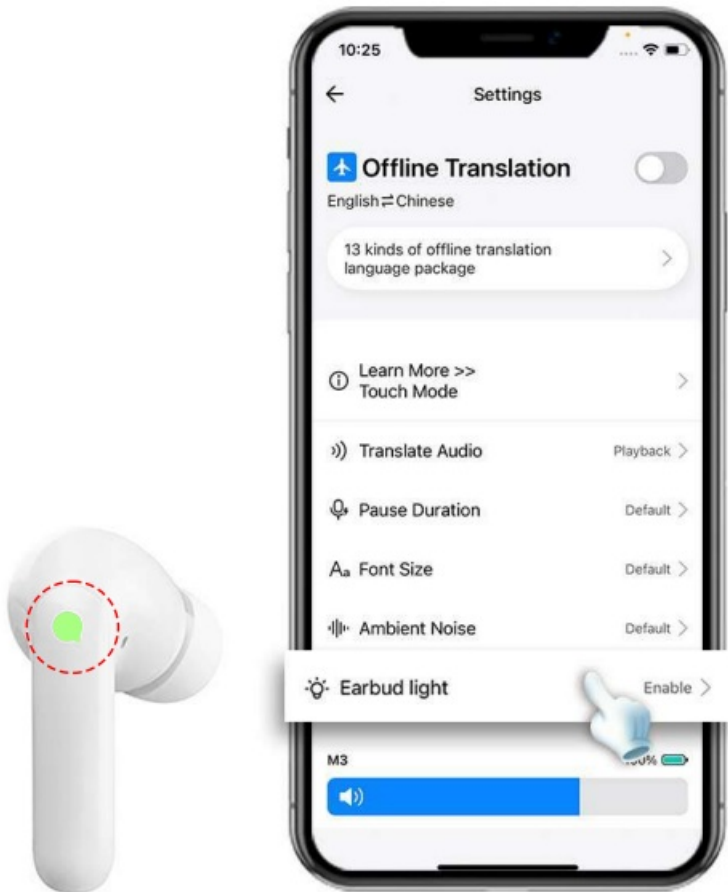 10:25
Settings
Offline Translation
English⇌Chinese
13 kinds of offline translation
language package
Learn More >>
Touch Mode
Translate Audio Playback
Pause Duration Default
Aa Font Size Default
Ambient Noise Default
Earbud light Enable
M3